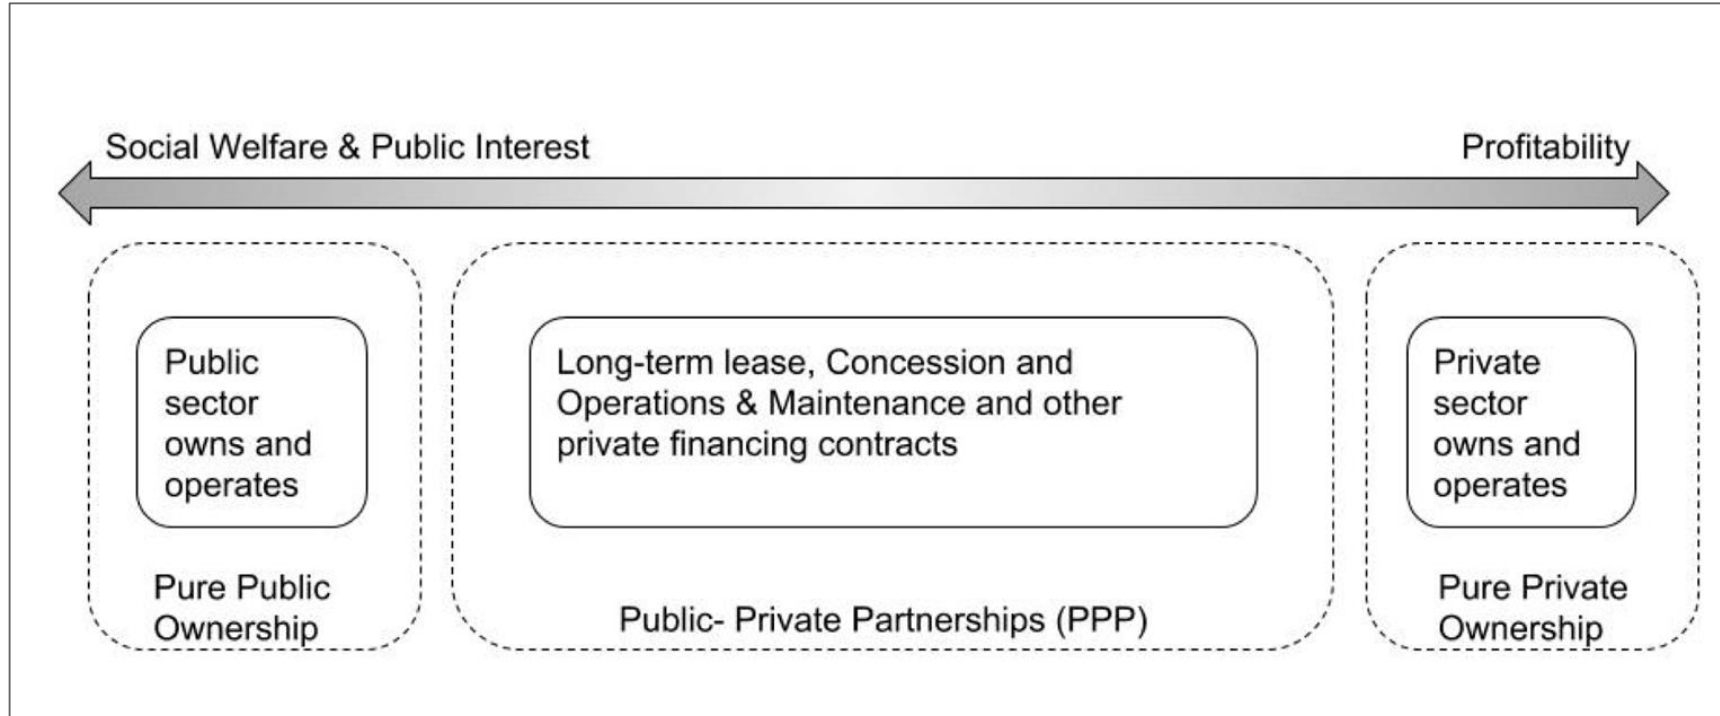 Social Welfare & Public Interest
Profitability
Public
sector
owns and
operates
Pure Public
Ownership
Long-term lease, Concession and
Operations & Maintenance and other
private financing contracts
Public- Private Partnerships (PPP)
Private
sector
owns and
operates
Pure Private
Ownership